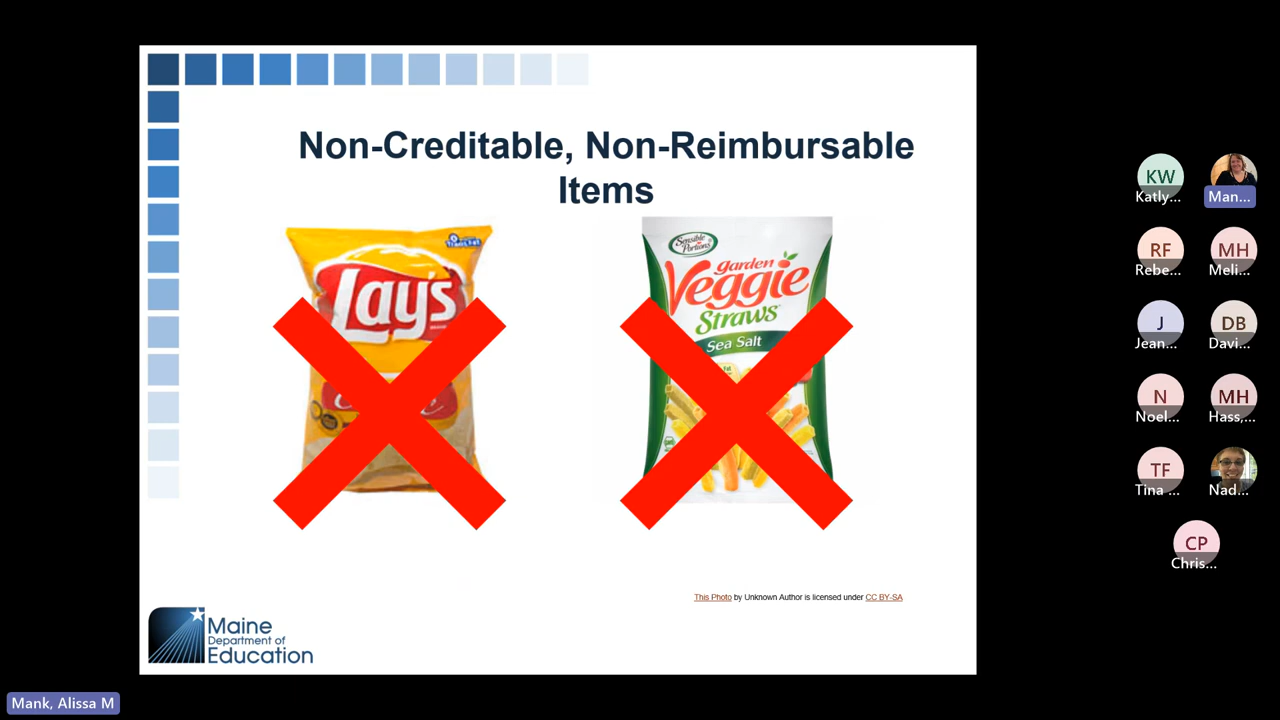 Non-Creditable, Non-Reimbursable
Items
Lay's
Sensible
Portions
garden
Veggie
Straws
Sea Salt
This Photo by Unknown Author is licensed under CC BY-SA
Maine
Department of
Education
KW
Katly...
Man...
RF
Rebe...
MH
Meli...
J
Jean...
DB
Davi...
N
Noel...
MH
Hass,...
TF
Tina ...
Nad...
CP
Chris...
Mank, Alissa M